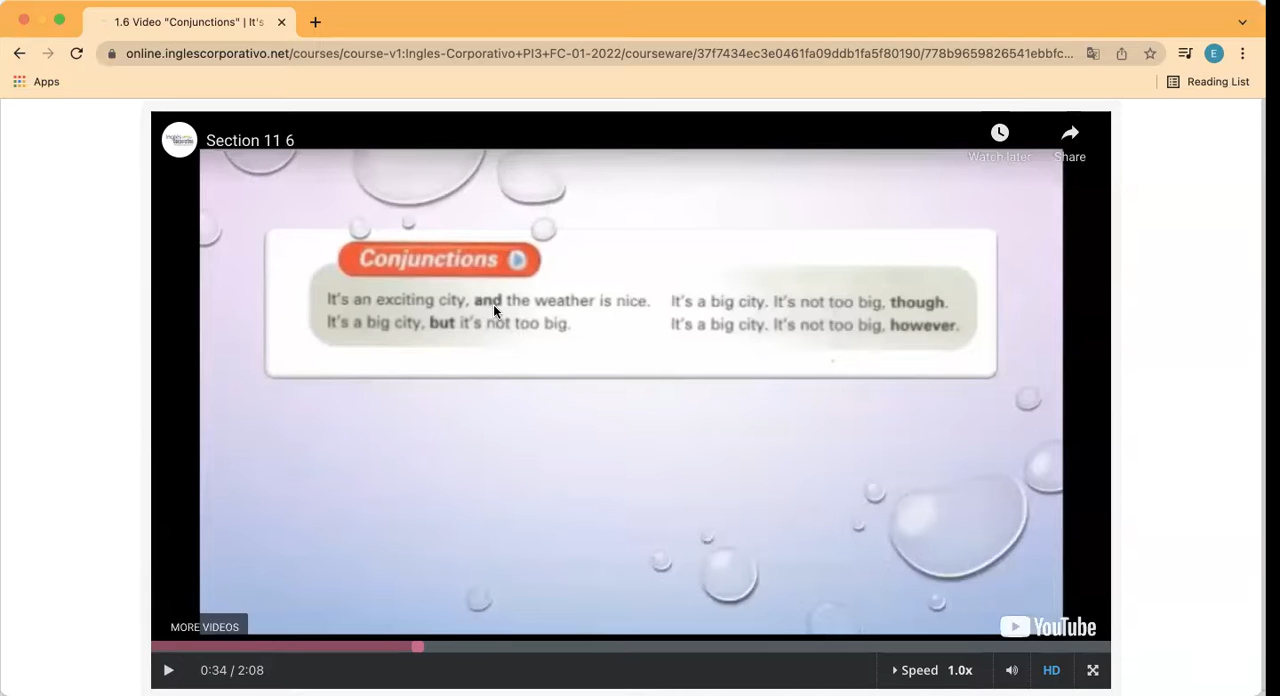 1.6 Video "Conjunctions" | It's
online.inglescorporativo.net/courses/course-v1:Ingles-Corporativo+PI3+FC-01-2022/courseware/37f7434ec3e0461fa09ddb1fa5f80190/778b9659826541ebbfc...
E
Apps
Reading List
Section 11 6
Watch later
Share
Conjunctions
It's an exciting city, and the weather is nice.
It's a big city, but it's not too big.
It's a big city. It's not too big, though.
It's a big city. It's not too big, however.
MORE VIDEOS
YouTube
0:34 / 2:08
Speed 1.0x
HD